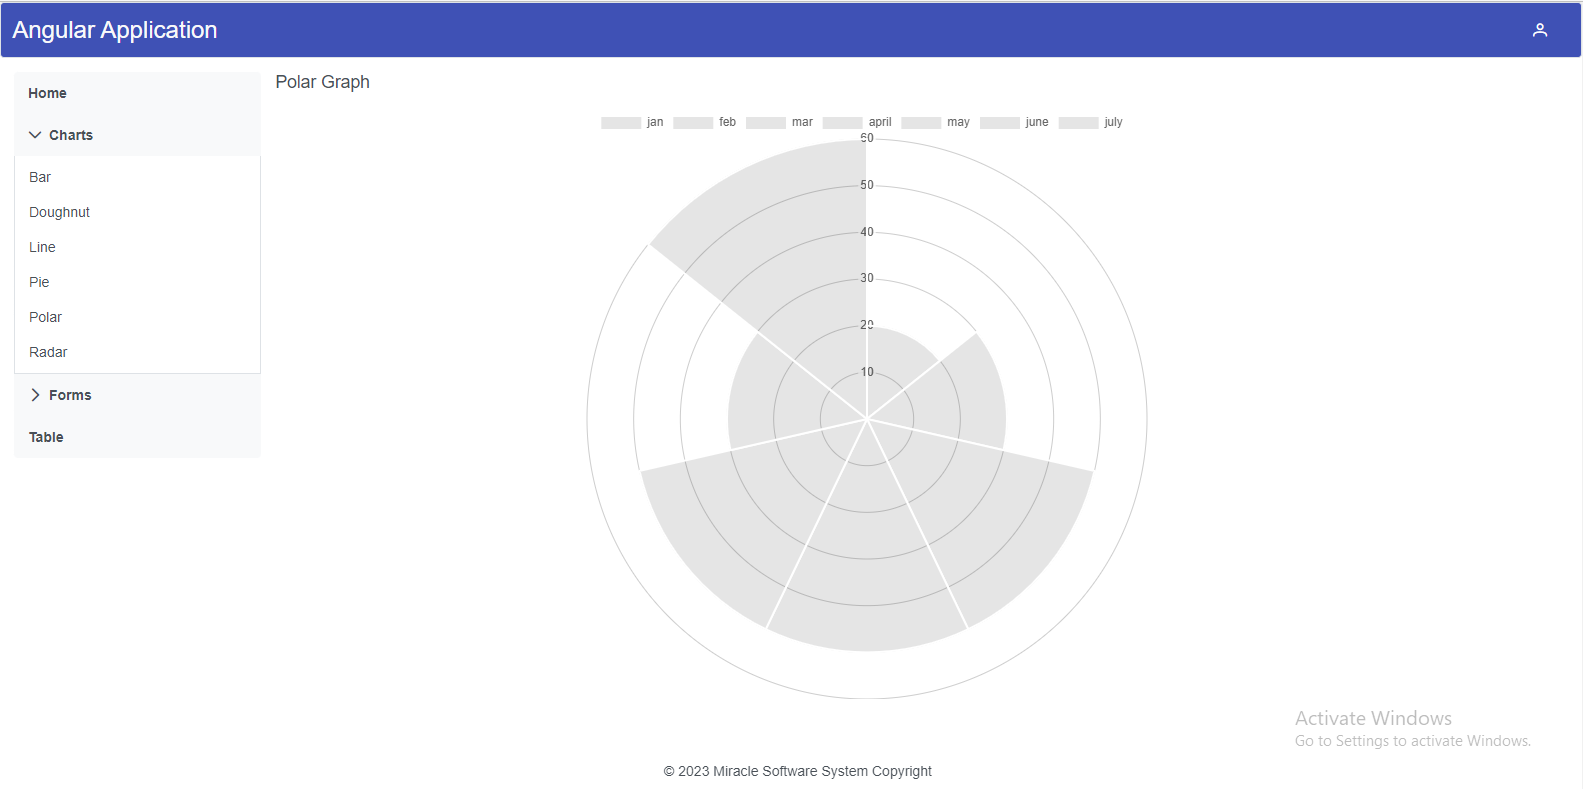 Angular Application
Home
Charts
Bar
Doughnut
Line
Pie
Polar
Radar
Forms
Table
Polar Graph
jan feb mar april may june july
60
50
40
30
20
10
Activate Windows
Go to Settings to activate Windows.
© 2023 Miracle Software System Copyright